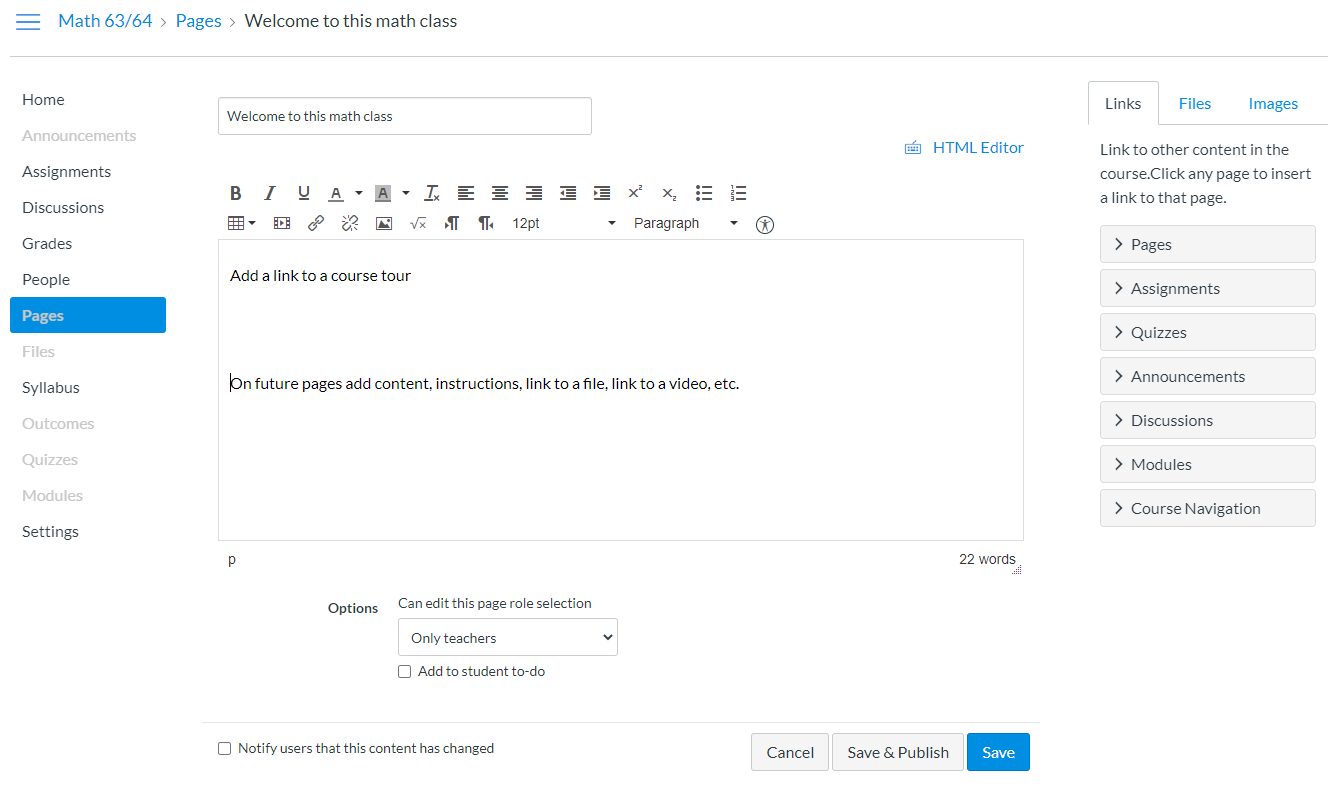 Math 63/64 > Pages > Welcome to this math class
Home
Announcements
Assignments
Discussions
Grades
People
Pages
Files
Syllabus
Outcomes
Quizzes
Modules
Settings
Welcome to this math class
HTML Editor
12pt Paragraph
Add a link to a course tour
On future pages add content, instructions, link to a file, link to a video, etc.
p 22 words
Options
Can edit this page role selection
Only teachers
Add to student to-do
Notify users that this content has changed
Cancel Save & Publish Save
Links Files Images
Link to other content in the
course.Click any page to insert
a link to that page.
Pages
Assignments
Quizzes
Announcements
Discussions
Modules
Course Navigation